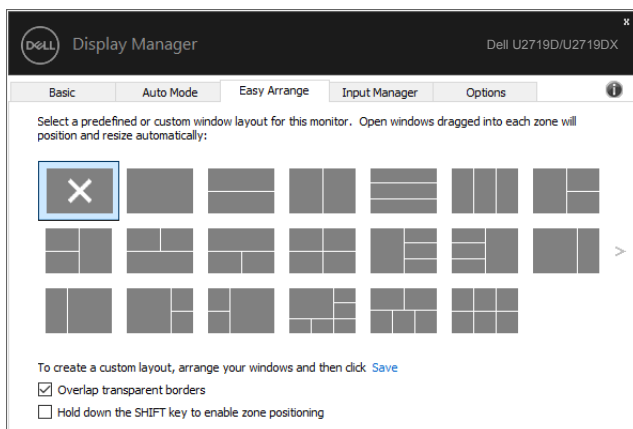 x
DELL Display Manager Dell U2719D/U2719DX
Basic Auto Mode Easy Arrange Input Manager Options i
Select a predefined or custom window layout for this monitor. Open windows dragged into each zone will
position and resize automatically:
>
To create a custom layout, arrange your windows and then click Save
Overlap transparent borders
Hold down the SHIFT key to enable zone positioning